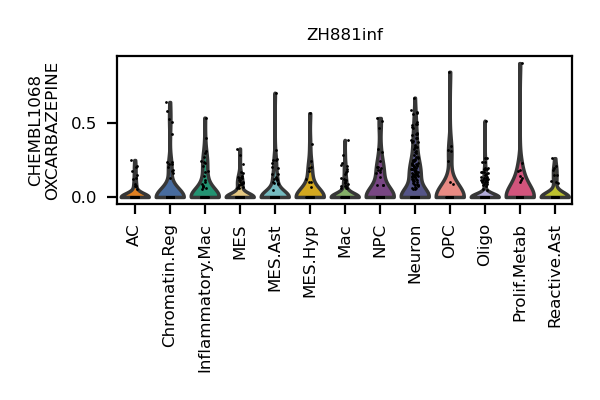 ZH881inf
CHEMBL1068
OXCARBAZEPINE
0.5
0.0
AC
Chromatin.Reg
Inflammatory.Mac
MES
MES.Ast
MES.Hyp
Mac
NPC
Neuron
OPC
Oligo
Prolif.Metab
Reactive.Ast